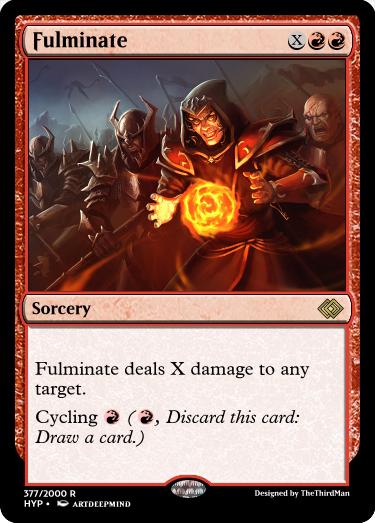 Fulminate X
Sorcery
Fulminate deals X damage to any
target.
Cycling (, Discard this card:
Draw a card.)
377/2000 R
HYP • ARTDEEPMIND
Designed by TheThirdMan